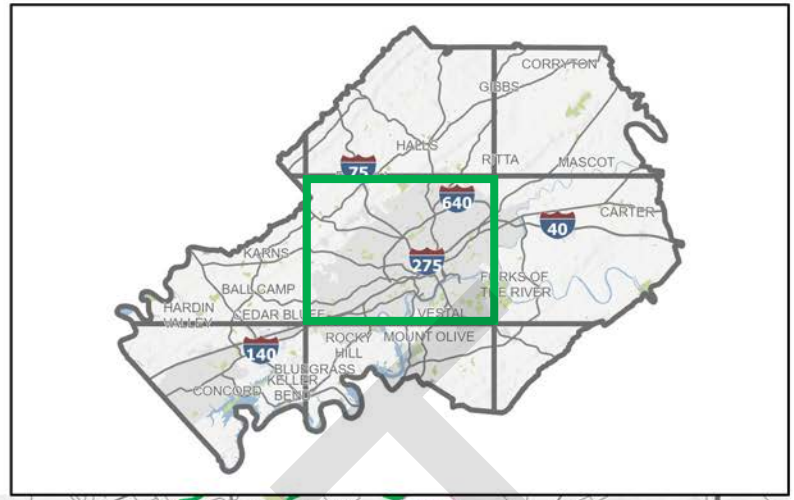 CORRYTON
GIBBS
HALLS
RITTA
MASCOT
75
640
CARTER
40
KARNS
275
FORKS OF
THE RIVER
BALL CAMP
HARDIN
VALLEY
CEDAR BLUFF
VESTAL
ROCKY
HILL
MOUNT OLIVE
140
BLUEGRASS
KELLER
BEND
CONCORD